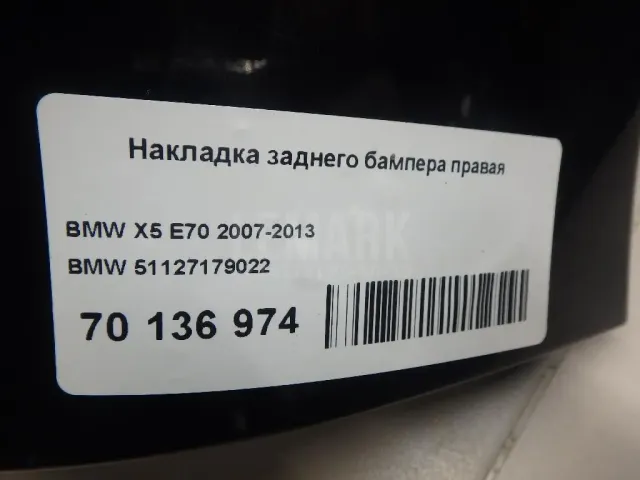 Накладка заднего бампера правая
BMW X5 E70 2007-2013
BMW 51127179022
70 136 974